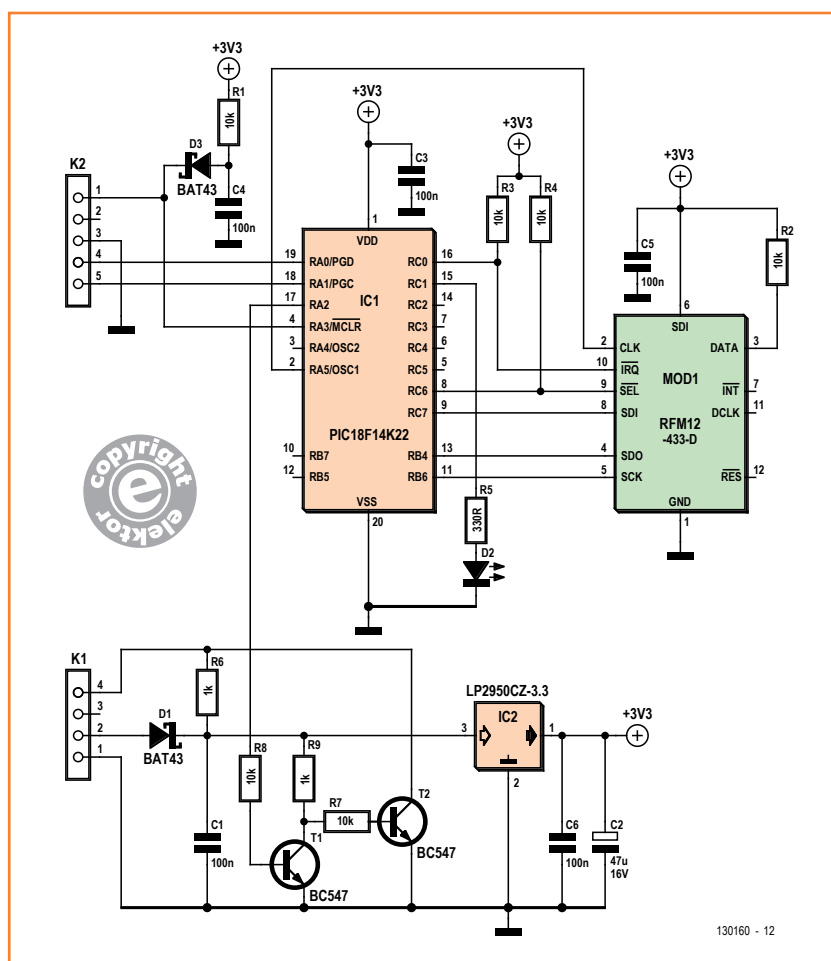 +3V3
R1
10k
D3
BAT43
C4
100n
K2
1
2
3
4
5
+3V3
C3
100n
1
VDD
19 RA0/PGD
18 RA1/PGC
17 RA2
4 RA3/MCLR
3 RA4/OSC2
2 RA5/OSC1
10 RB7
12 RB5
IC1
RC0 16
RC1 15
RC2 14
RC3 7
RC4 6
RC5 5
RC6 8
RC7 9
RB4 13
RB6 11
PIC18F14K22
VSS
20
+3V3
R3
10k
R4
10k
R5
330R
D2
+3V3
C5
100n
R2
10k
6
SDI
2 CLK
10 IRQ
9 SEL
8 SDI
4 SDO
5 SCK
DATA 3
MOD1
INT 7
DCLK 11
RFM12
-433-D
RES 12
GND
1
copyright
e
elektor
K1
4
3
2
1
D1
BAT43
R6
1k
C1
100n
R8
10k
R9
1k
R7
10k
T1
BC547
T2
BC547
LP2950CZ-3.3
IC2
3
1
2
+3V3
C6
100n
C2
47u
16V
130160 - 12